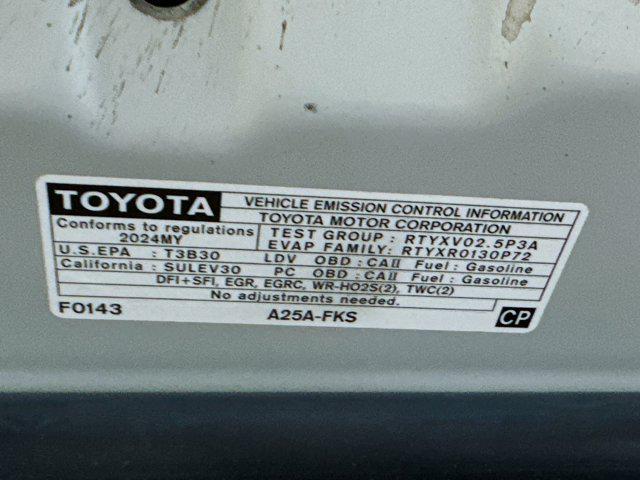 TOYOTA
VEHICLE EMISSION CONTROL INFORMATION
TOYOTA MOTOR CORPORATION
Conforms to regulations
2024MY
TEST GROUP : RTYXV02.5P3A
EVAP FAMILY: RTYXR0130P72
U.S.EPA : T3B30 LDV OBD : CAII Fuel : Gasoline
California : SULEV30 PC OBD : CAII Fuel : Gasoline
DFI+SFI, EGR, EGRC, WR-HO2S(2), TWC(2)
No adjustments needed.
F0143 A25A-FKS CP